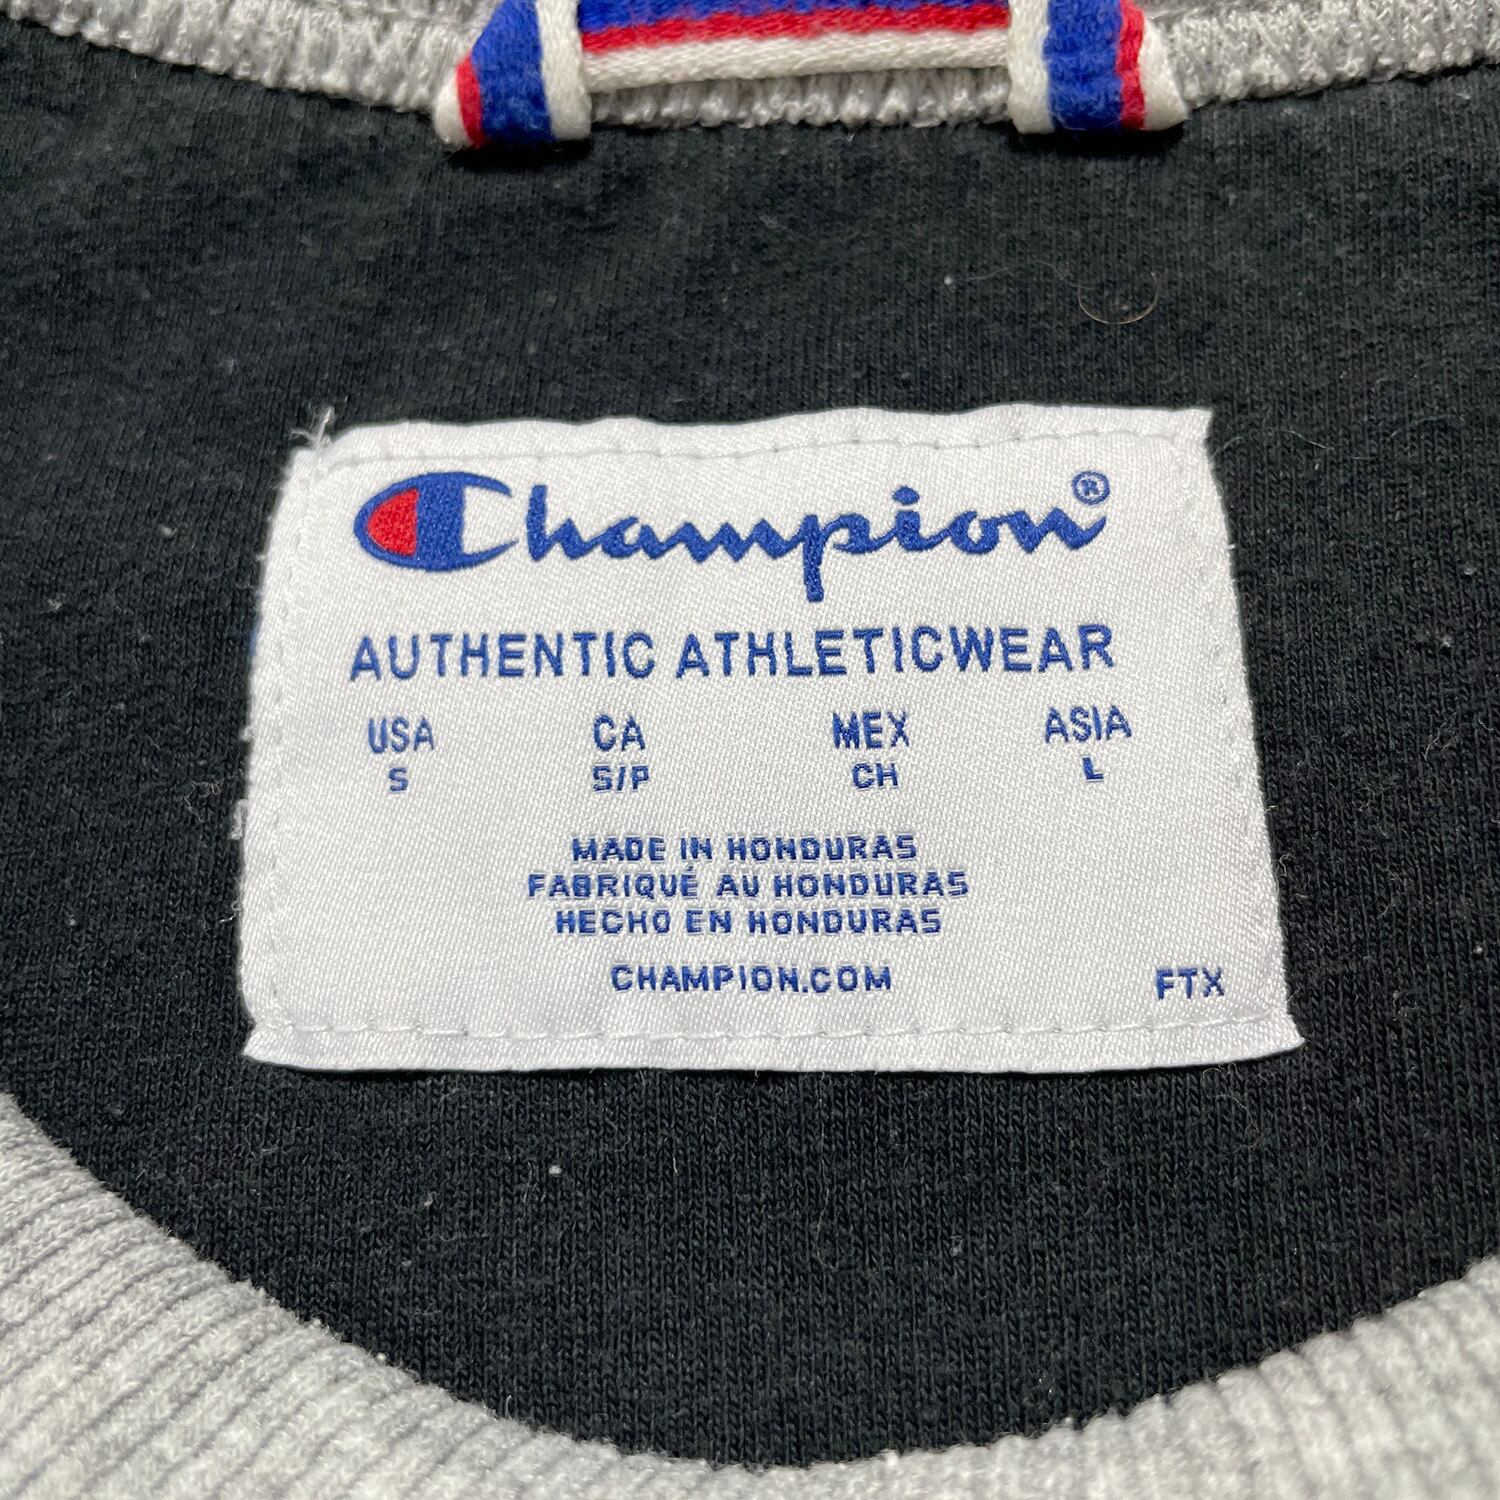 Champion®
AUTHENTIC ATHLETICWEAR
USA CA MEX ASIA
S S/P CH L
MADE IN HONDURAS
FABRIQUÉ AU HONDURAS
HECHO EN HONDURAS
CHAMPION.COM FTX